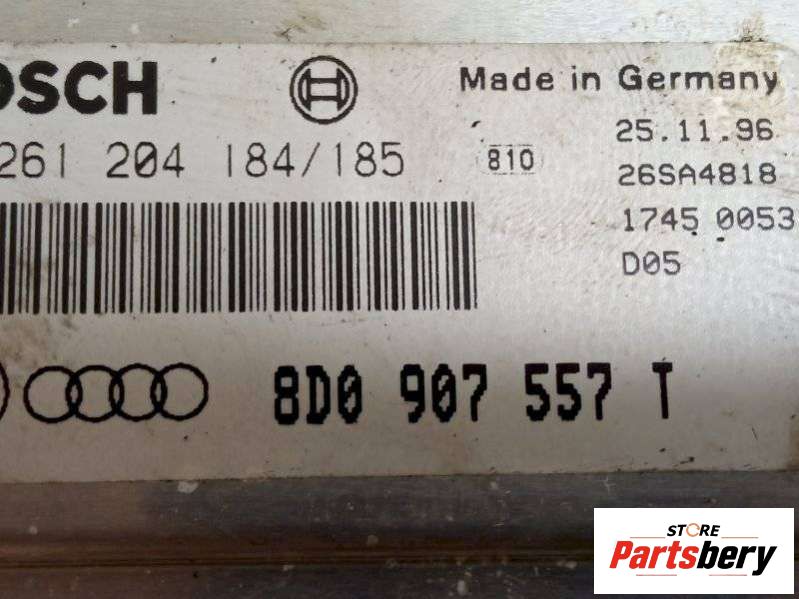 OSCH
Made in Germany
261 204 184/185
810
25.11.96
26SA4818
1745 0053
D05
8D0 907 557 T
STORE
Partsbery